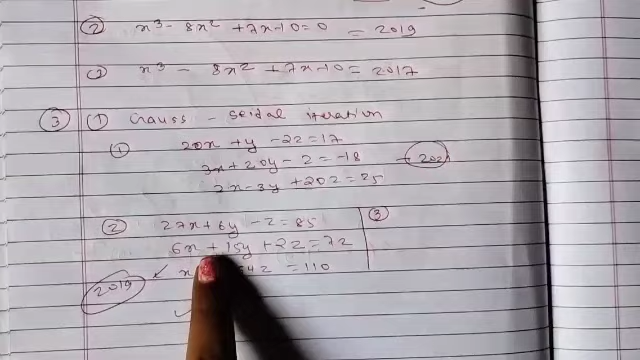 ② x³ - 8x² + 7x - 10 = 0 = 2019
x³ - 8x² + 7x - 10 = 2017
③ ① Gauss - Seidal iteration
① 20x + y - 2z = 17
3x + 20y - z = -18 - 2021
2x - 3y + 20z = 25
② 27x + 6y - z = 85 ③
6x + 15y + 2z = 72
2019 x = 110